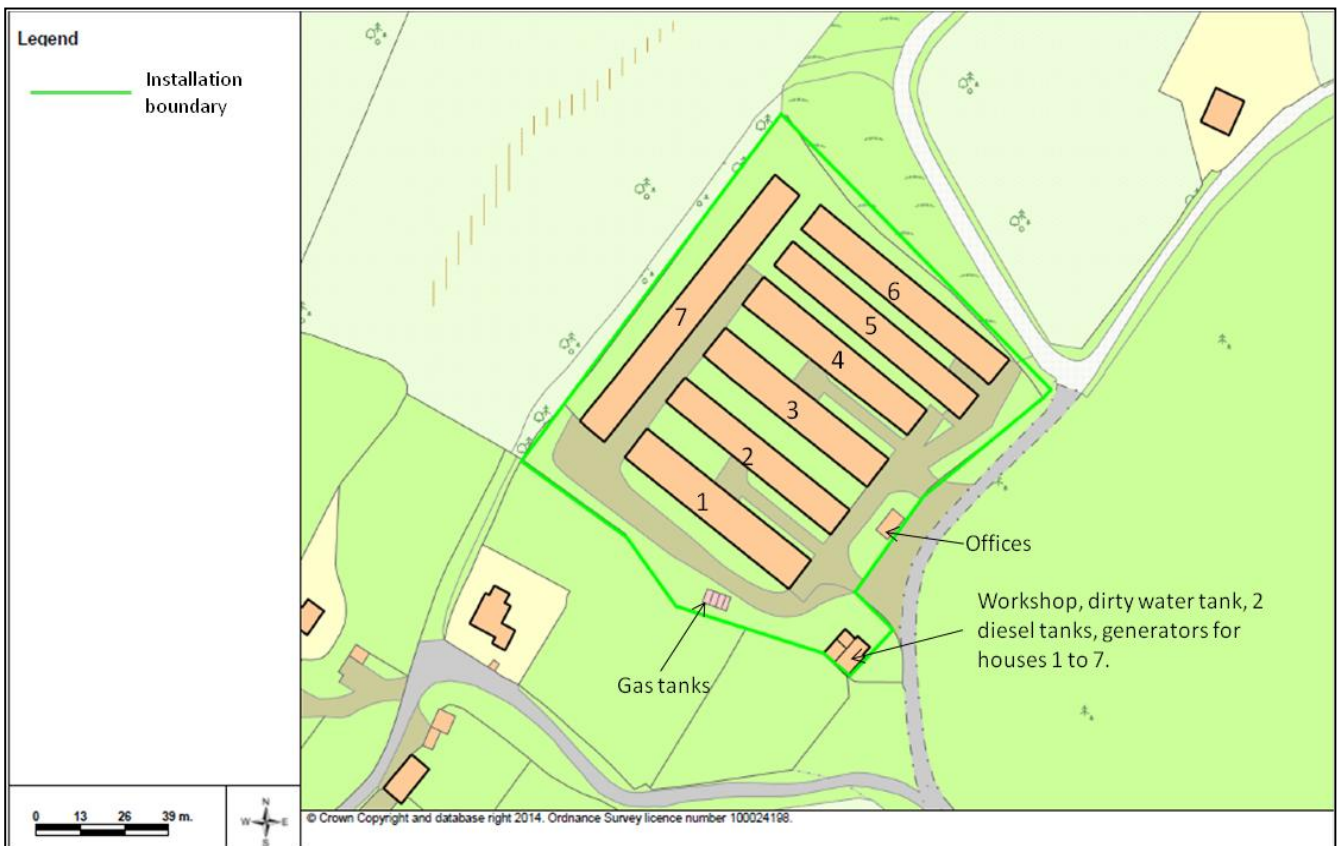 Legend
Installation
boundary
7
6
5
4
3
2
1
Offices
Workshop, dirty water tank, 2
diesel tanks, generators for
houses 1 to 7.
Gas tanks
0 13 26 39 m.
N
W E
S
© Crown Copyright and database right 2014. Ordnance Survey licence number 100024198.